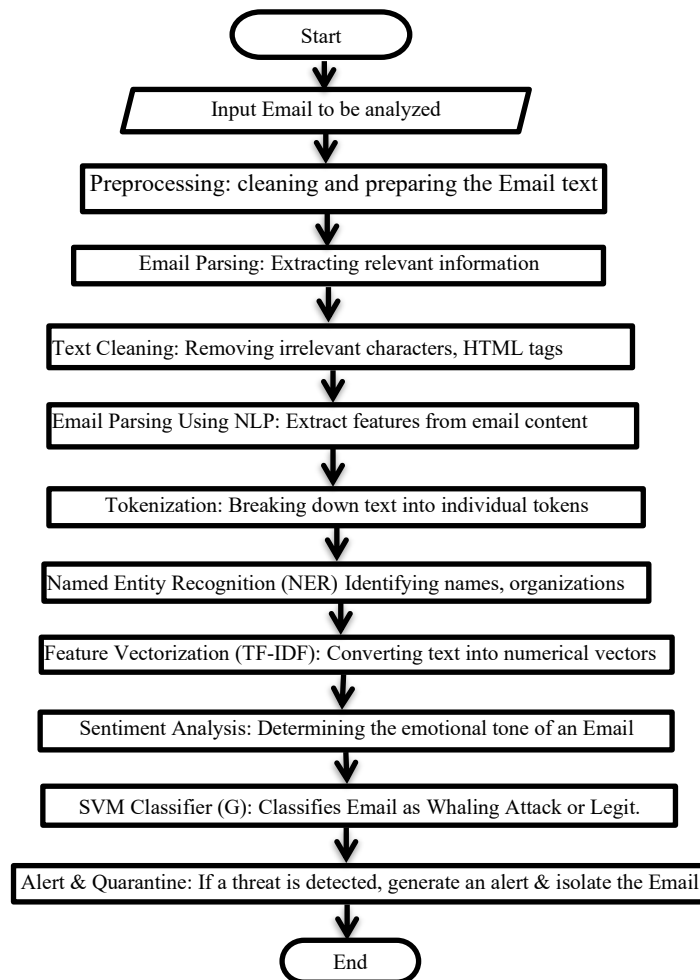 Start
Input Email to be analyzed
Preprocessing: cleaning and preparing the Email text
Email Parsing: Extracting relevant information
Text Cleaning: Removing irrelevant characters, HTML tags
Email Parsing Using NLP: Extract features from email content
Tokenization: Breaking down text into individual tokens
Named Entity Recognition (NER) Identifying names, organizations
Feature Vectorization (TF-IDF): Converting text into numerical vectors
Sentiment Analysis: Determining the emotional tone of an Email
SVM Classifier (G): Classifies Email as Whaling Attack or Legit.
Alert & Quarantine: If a threat is detected, generate an alert & isolate the Email
End